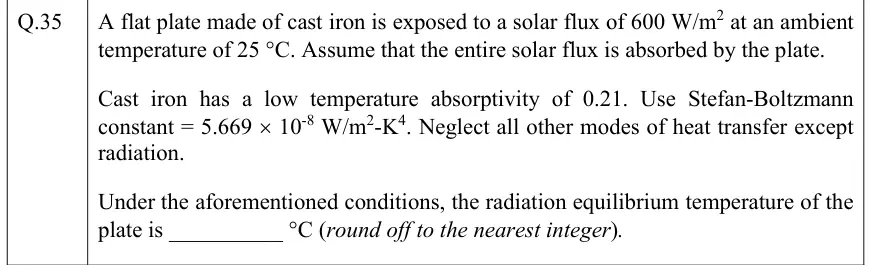 Q.35 A flat plate made of cast iron is exposed to a solar flux of 600 W/m² at an ambient
temperature of 25 °C. Assume that the entire solar flux is absorbed by the plate.
Cast iron has a low temperature absorptivity of 0.21. Use Stefan-Boltzmann
constant = 5.669 × 10⁻⁸ W/m²-K⁴. Neglect all other modes of heat transfer except
radiation.
Under the aforementioned conditions, the radiation equilibrium temperature of the
plate is __________ °C (round off to the nearest integer).